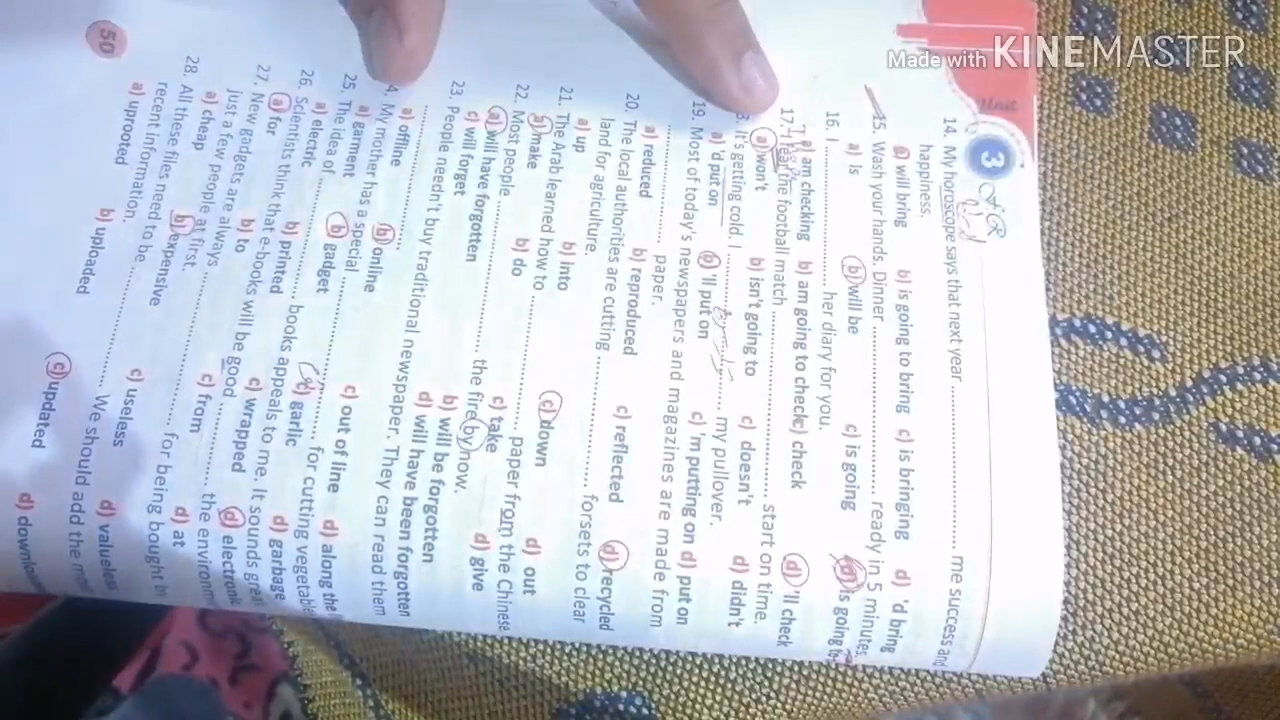 Made with KINEMASTER
Unit
3
14. My horoscope says that next year .................. me success and
happiness.
a) will bring b) is going to bring c) is bringing d) 'd bring
15. Wash your hands. Dinner .................. ready in 5 minutes.
a) is b) will be c) is going d) is going to
16. I .................. her diary for you.
a) am checking b) am going to check c) check d) 'll check
17. I fear the football match .................. start on time.
a) won't b) isn't going to c) doesn't d) didn't
It's getting cold. I .................. my pullover.
a) 'd put on b) 'll put on c) 'm putting on d) put on
19. Most of today's newspapers and magazines are made from
.................. paper.
a) reduced b) reproduced c) reflected d) recycled
20. The local authorities are cutting .................. forsets to clear
land for agriculture.
a) up b) into c) down d) out
21. The Arab learned how to .................. paper from the Chinese
a) make b) do c) take d) give
22. Most people .................. the fire by now.
a) will have forgotten b) will be forgotten
c) will forget d) will have been forgotten
23. People needn't buy traditional newspaper. They can read them
..................
a) offline b) online c) out of line d) along the
4. My mother has a special .................. for cutting vegetable
a) garment b) gadget c) garlic d) garbage
25. The idea of .................. books appeals to me. It sounds great
a) electric b) printed c) wrapped d) electronic
26. Scientists think that e-books will be good .................. the environm
a) for b) to c) from d) at
27. New gadgets are always .................. for being bought by
just a few people at first.
a) cheap b) expensive c) useless d) valueless
28. All these files need to be .................. We should add the mo
recent information.
a) uprooted b) uploaded c) updated d) downloa
50